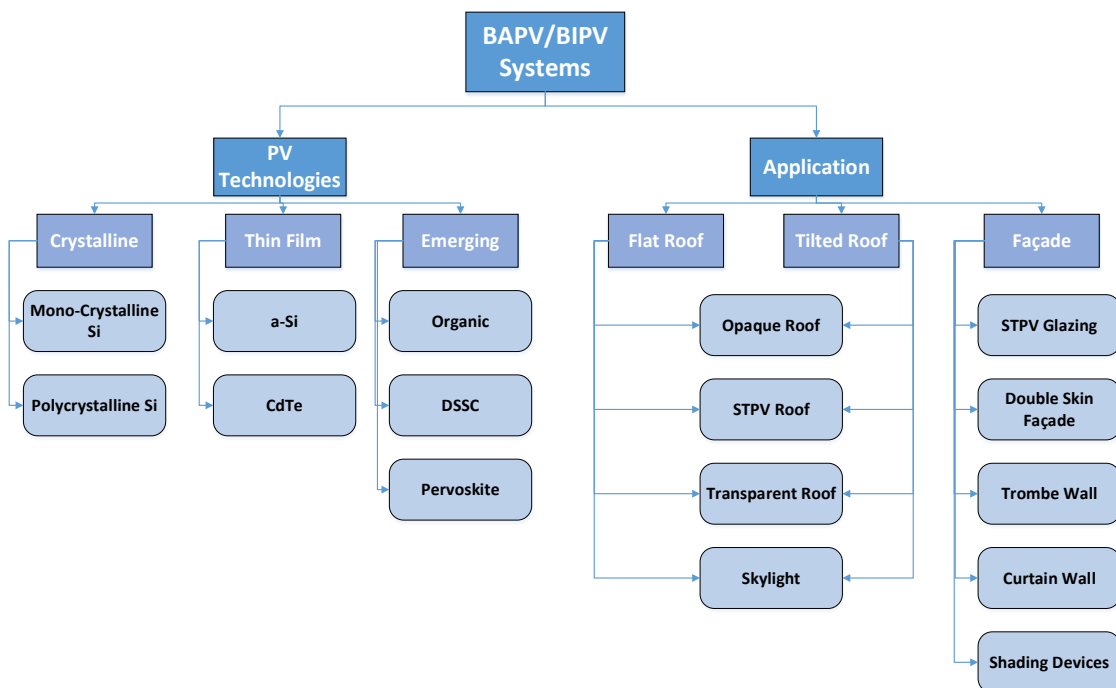 BAPV/BIPV
Systems
PV
Technologies
Application
Crystalline
Thin Film
Emerging
Flat Roof
Tilted Roof
Façade
Mono-Crystalline
Si
a-Si
Organic
Opaque Roof
STPV Glazing
Polycrystalline Si
CdTe
DSSC
STPV Roof
Double Skin
Façade
Pervoskite
Transparent Roof
Trombe Wall
Skylight
Curtain Wall
Shading Devices